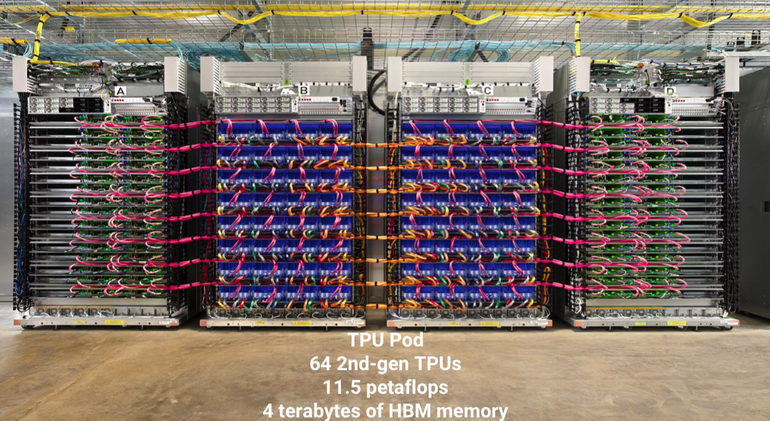 A
B
C
D
TPU Pod
64 2nd-gen TPUs
11.5 petaflops
4 terabytes of HBM memory